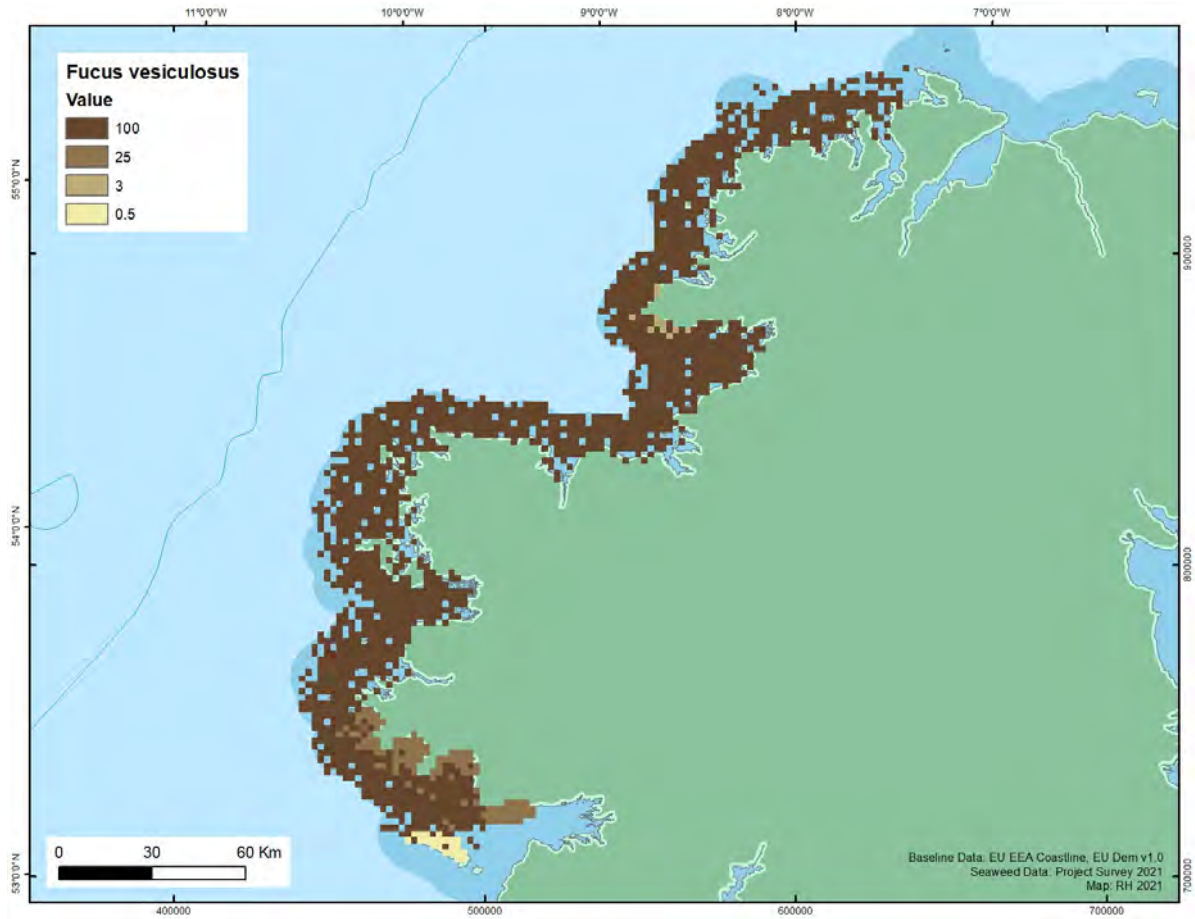 11°0'0"W 10°0'0"W 9°0'0"W 8°0'0"W 7°0'0"W
Fucus vesiculosus
Value
100
25
3
0.5
55°0'0"N
54°0'0"N
53°0'0"N
900000
800000
700000
0 30 60 Km
Baseline Data: EU EEA Coastline, EU Dem v1.0
Seaweed Data: Project Survey 2021
Map: RH 2021
400000 500000 600000 700000